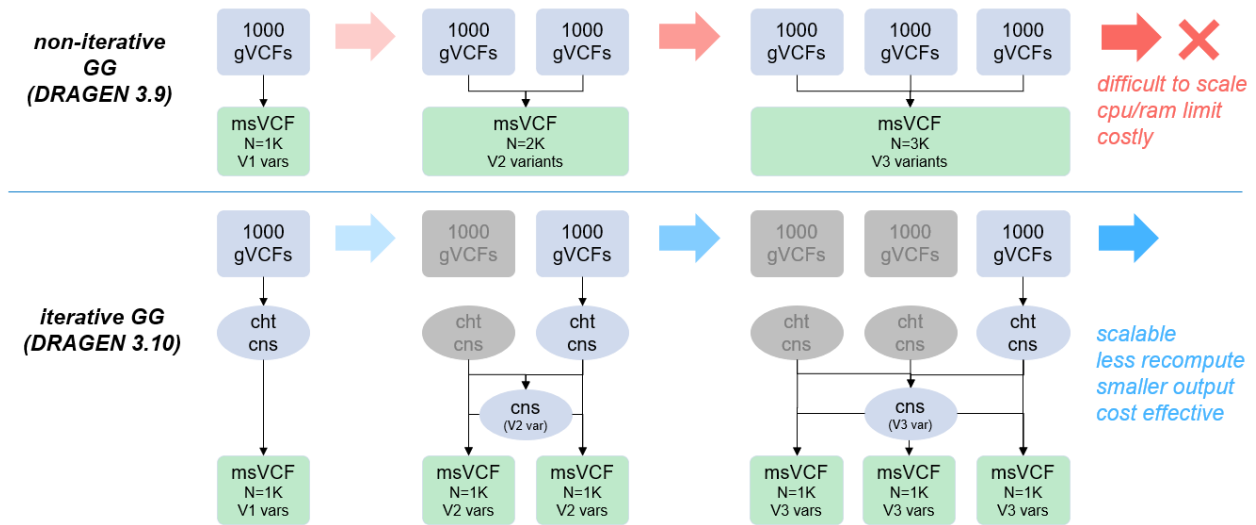 non-iterative
GG
(DRAGEN 3.9)
1000
gVCFs
msVCF
N=1K
V1 vars
1000
gVCFs
1000
gVCFs
msVCF
N=2K
V2 variants
1000
gVCFs
1000
gVCFs
1000
gVCFs
msVCF
N=3K
V3 variants
difficult to scale
cpu/ram limit
costly
iterative GG
(DRAGEN 3.10)
1000
gVCFs
cht
cns
msVCF
N=1K
V1 vars
1000
gVCFs
1000
gVCFs
cht
cns
cht
cns
cns
(V2 var)
msVCF
N=1K
V2 vars
msVCF
N=1K
V2 vars
1000
gVCFs
1000
gVCFs
1000
gVCFs
cht
cns
cht
cns
cht
cns
cns
(V3 var)
msVCF
N=1K
V3 vars
msVCF
N=1K
V3 vars
msVCF
N=1K
V3 vars
scalable
less recompute
smaller output
cost effective